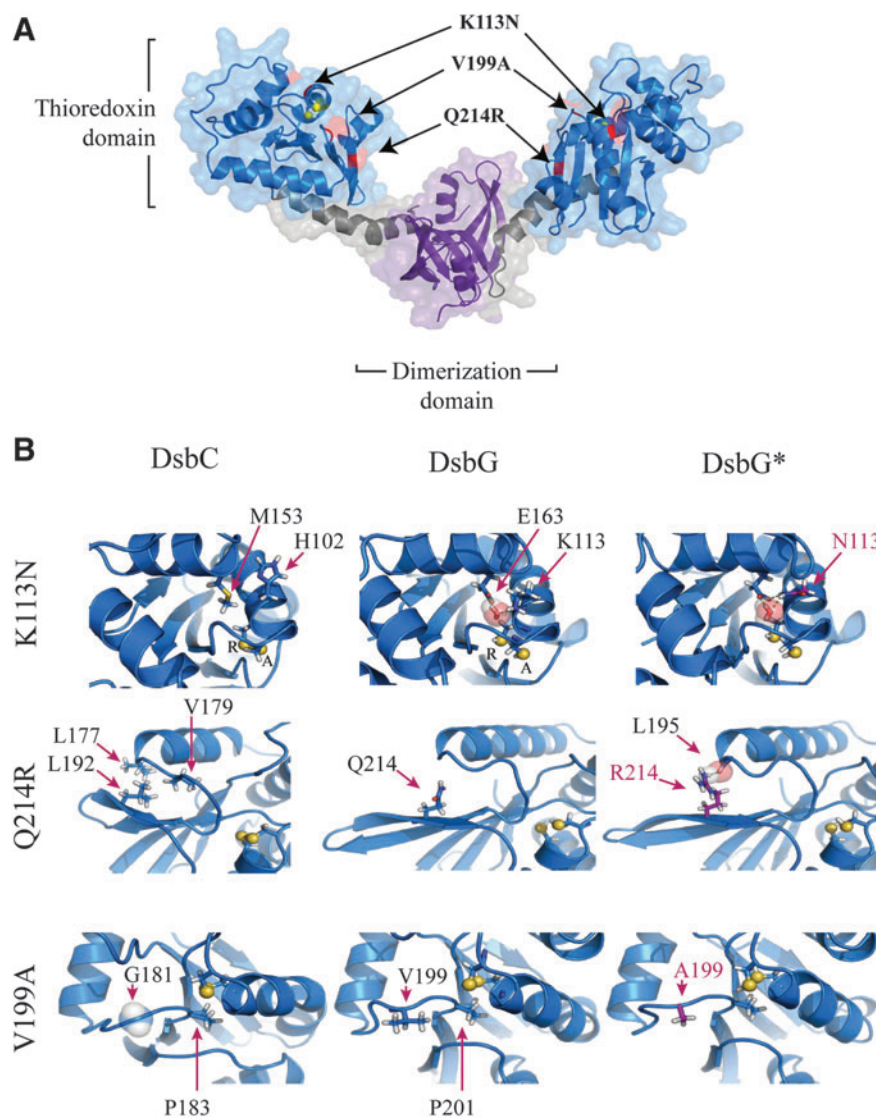 A
K113N
V199A
Q214R
Thioredoxin
domain
Dimerization
domain
B
DsbC
DsbG
DsbG*
K113N
M153
H102
R
A
E163
K113
R
A
N113
Q214R
L177
L192
V179
Q214
L195
R214
V199A
G181
P183
V199
P201
A199